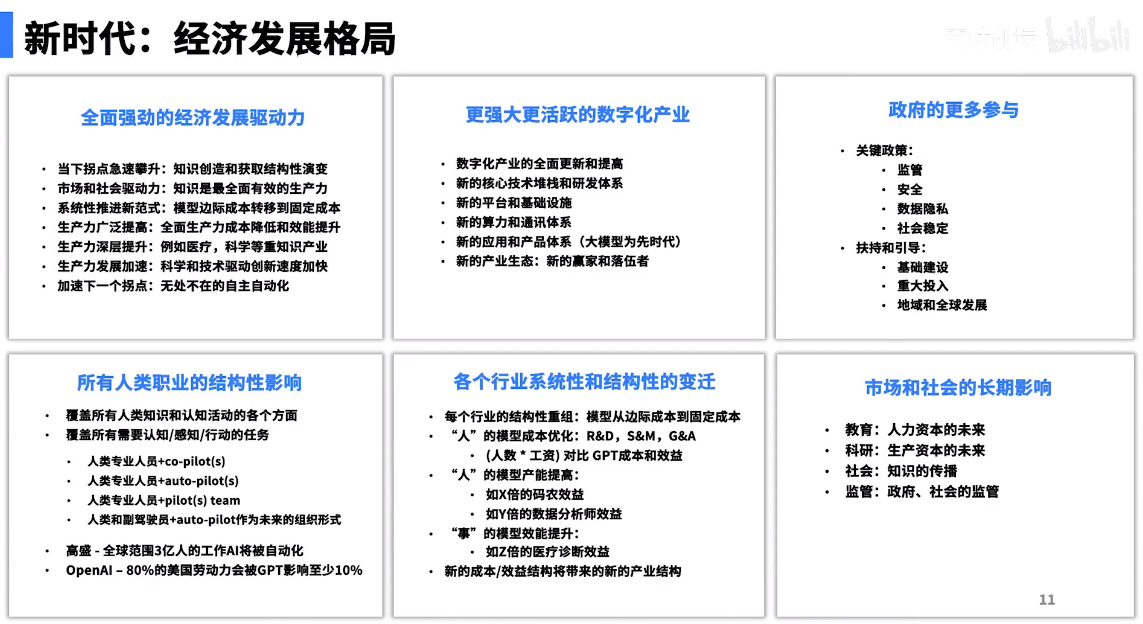 新时代：经济发展格局
bilibili
全面强劲的经济发展驱动力
· 当下拐点急速攀升：知识创造和获取结构性演变
· 市场和社会驱动力：知识是最全面有效的生产力
· 系统性推进新范式：模型边际成本转移到固定成本
· 生产力广泛提高：全面生产力成本降低和效能提升
· 生产力深层提升：例如医疗，科学等重知识产业
· 生产力发展加速：科学和技术驱动创新速度加快
· 加速下一个拐点：无处不在的自主自动化
更强大更活跃的数字化产业
· 数字化产业的全面更新和提高
· 新的核心技术堆栈和研发体系
· 新的平台和基础设施
· 新的算力和通讯体系
· 新的应用和产品体系（大模型为先时代）
· 新的产业生态：新的赢家和落伍者
政府的更多参与
· 关键政策：
· 监管
· 安全
· 数据隐私
· 社会稳定
· 扶持和引导：
· 基础建设
· 重大投入
· 地域和全球发展
所有人类职业的结构性影响
· 覆盖所有人类知识和认知活动的各个方面
· 覆盖所有需要认知/感知/行动的任务
· 人类专业人员+co-pilot(s)
· 人类专业人员+auto-pilot(s)
· 人类专业人员+pilot(s) team
· 人类和副驾驶员+auto-pilot作为未来的组织形式
· 高盛 - 全球范围3亿人的工作AI将被自动化
· OpenAI – 80%的美国劳动力会被GPT影响至少10%
各个行业系统性和结构性的变迁
· 每个行业的结构性重组：模型从边际成本到固定成本
· “人”的模型成本优化：R&D，S&M，G&A
· (人数 * 工资) 对比 GPT成本和效益
· “人”的模型产能提高：
· 如X倍的码农效益
· 如Y倍的数据分析师效益
· “事”的模型效能提升：
· 如Z倍的医疗诊断效益
· 新的成本/效益结构将带来的新的产业结构
市场和社会的长期影响
· 教育：人力资本的未来
· 科研：生产资本的未来
· 社会：知识的传播
· 监管：政府、社会的监管
11